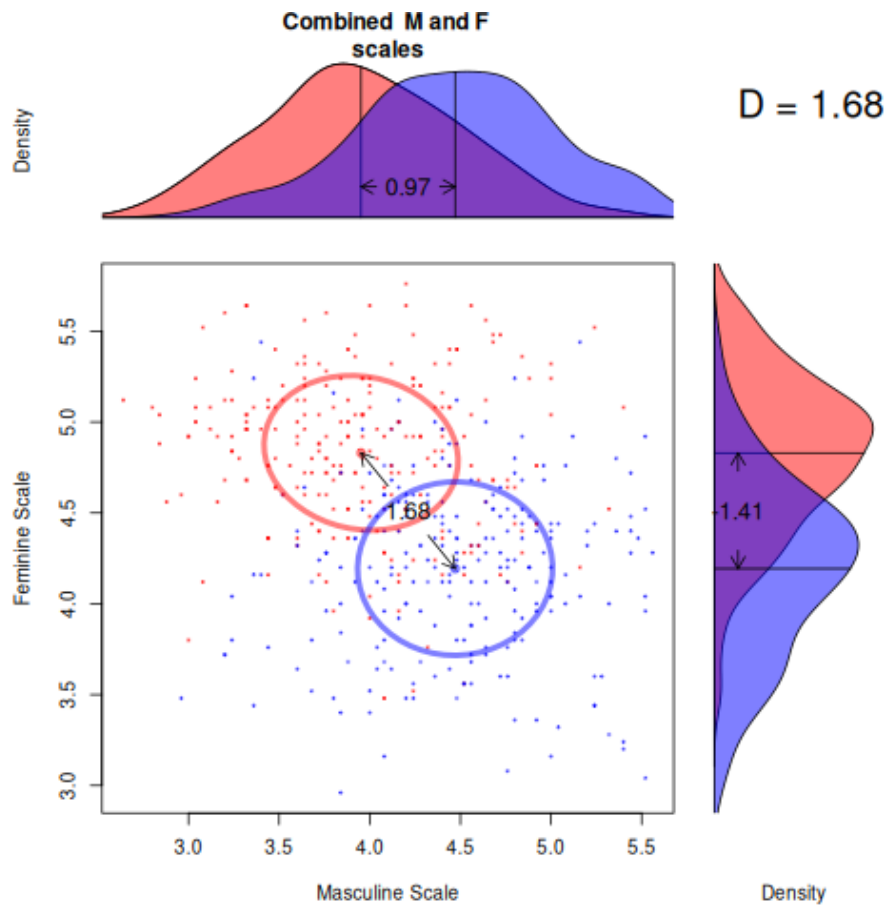 Combined M and F
scales
D = 1.68
Density
0.97
5.5
5.0
4.5
4.0
3.5
3.0
Feminine Scale
1.68
-1.41
3.0 3.5 4.0 4.5 5.0 5.5
Masculine Scale
Density